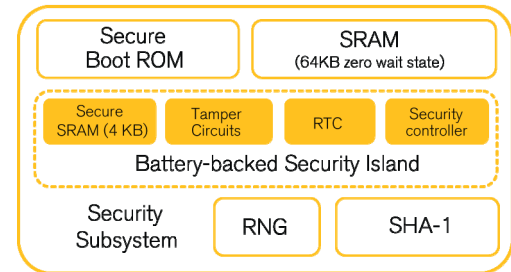 Secure
Boot ROM
SRAM
(64KB zero wait state)
Secure
SRAM (4 KB)
Tamper
Circuits
RTC
Security
controller
Battery-backed Security Island
Security
Subsystem
RNG
SHA-1